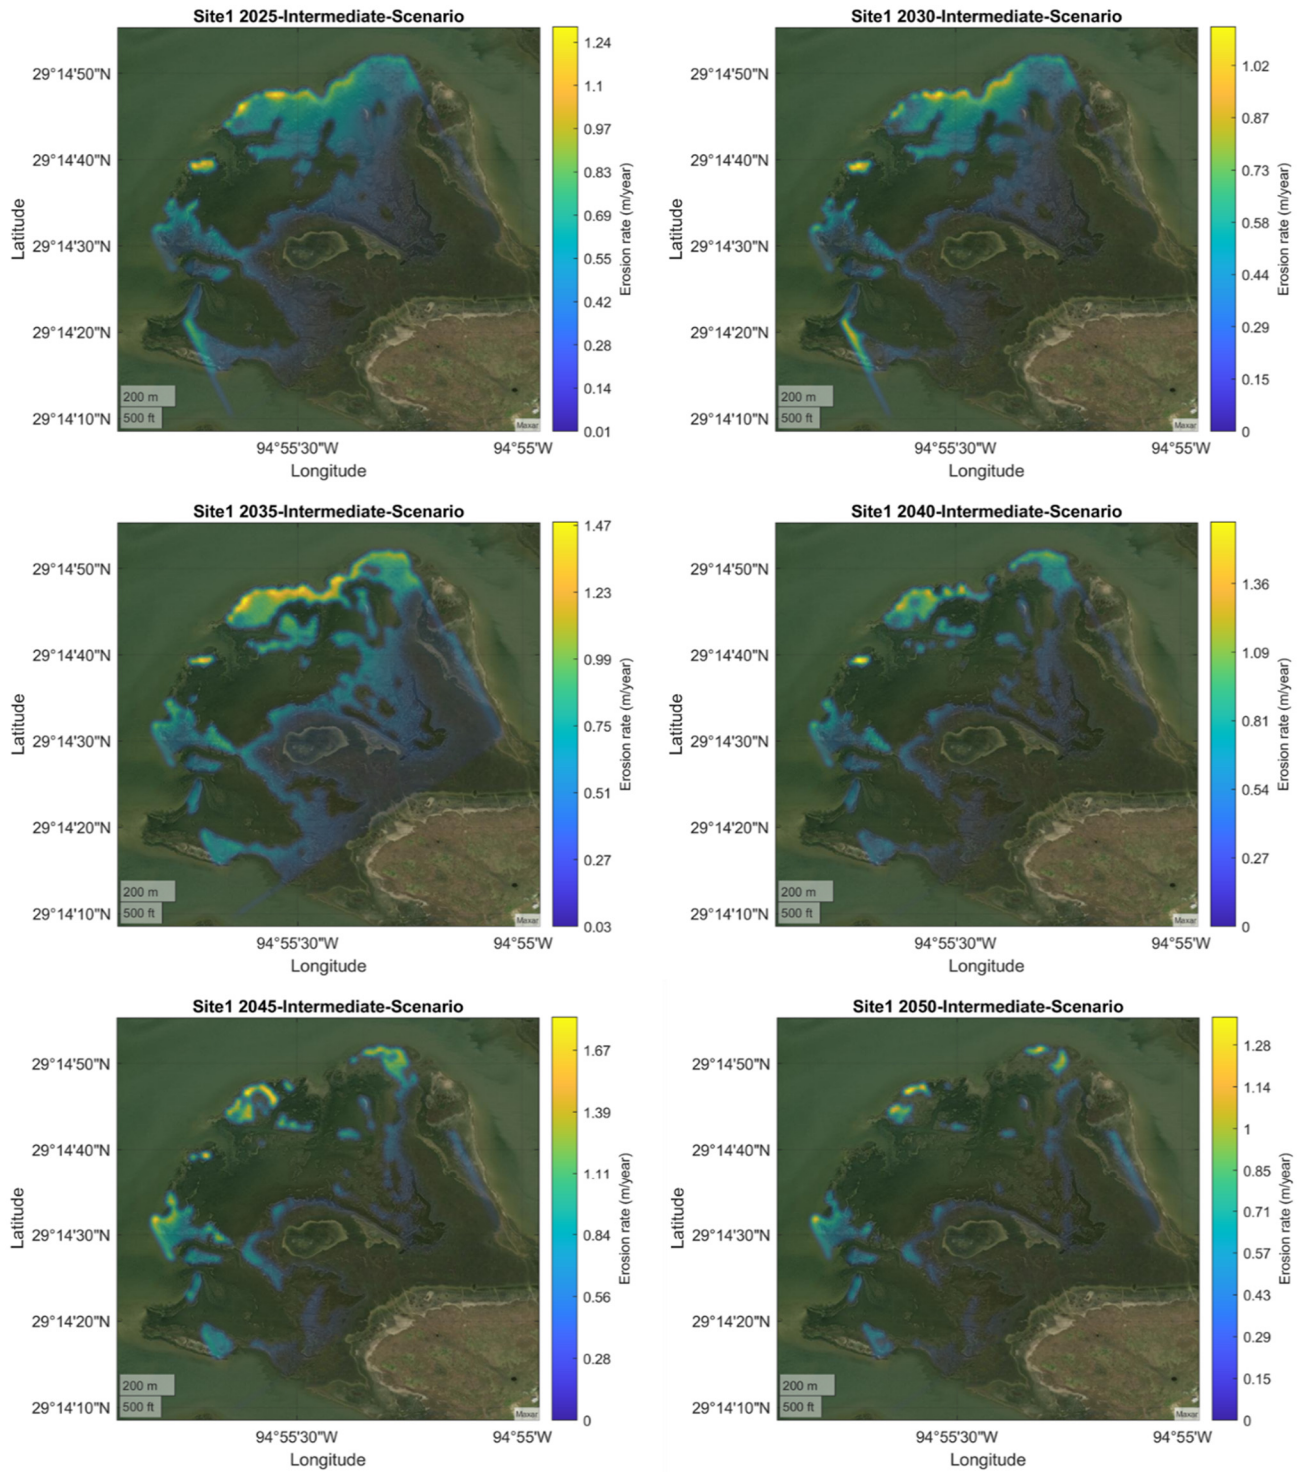 Site1 2025-Intermediate-Scenario
29°14'50"N
29°14'40"N
29°14'30"N
29°14'20"N
29°14'10"N
Latitude
200 m
500 ft
Maxar
94°55'30"W
94°55'W
Longitude
1.24
1.1
0.97
0.83
0.69
0.55
0.42
0.28
0.14
0.01
Erosion rate (m/year)
Site1 2030-Intermediate-Scenario
29°14'50"N
29°14'40"N
29°14'30"N
29°14'20"N
29°14'10"N
Latitude
200 m
500 ft
Maxar
94°55'30"W
94°55'W
Longitude
1.02
0.87
0.73
0.58
0.44
0.29
0.15
0
Erosion rate (m/year)
Site1 2035-Intermediate-Scenario
29°14'50"N
29°14'40"N
29°14'30"N
29°14'20"N
29°14'10"N
Latitude
200 m
500 ft
Maxar
94°55'30"W
94°55'W
Longitude
1.47
1.23
0.99
0.75
0.51
0.27
0.03
Erosion rate (m/year)
Site1 2040-Intermediate-Scenario
29°14'50"N
29°14'40"N
29°14'30"N
29°14'20"N
29°14'10"N
Latitude
200 m
500 ft
Maxar
94°55'30"W
94°55'W
Longitude
1.36
1.09
0.81
0.54
0.27
0
Erosion rate (m/year)
Site1 2045-Intermediate-Scenario
29°14'50"N
29°14'40"N
29°14'30"N
29°14'20"N
29°14'10"N
Latitude
200 m
500 ft
Maxar
94°55'30"W
94°55'W
Longitude
1.67
1.39
1.11
0.84
0.56
0.28
0
Erosion rate (m/year)
Site1 2050-Intermediate-Scenario
29°14'50"N
29°14'40"N
29°14'30"N
29°14'20"N
29°14'10"N
Latitude
200 m
500 ft
Maxar
94°55'30"W
94°55'W
Longitude
1.28
1.14
1
0.85
0.71
0.57
0.43
0.29
0.15
0
Erosion rate (m/year)